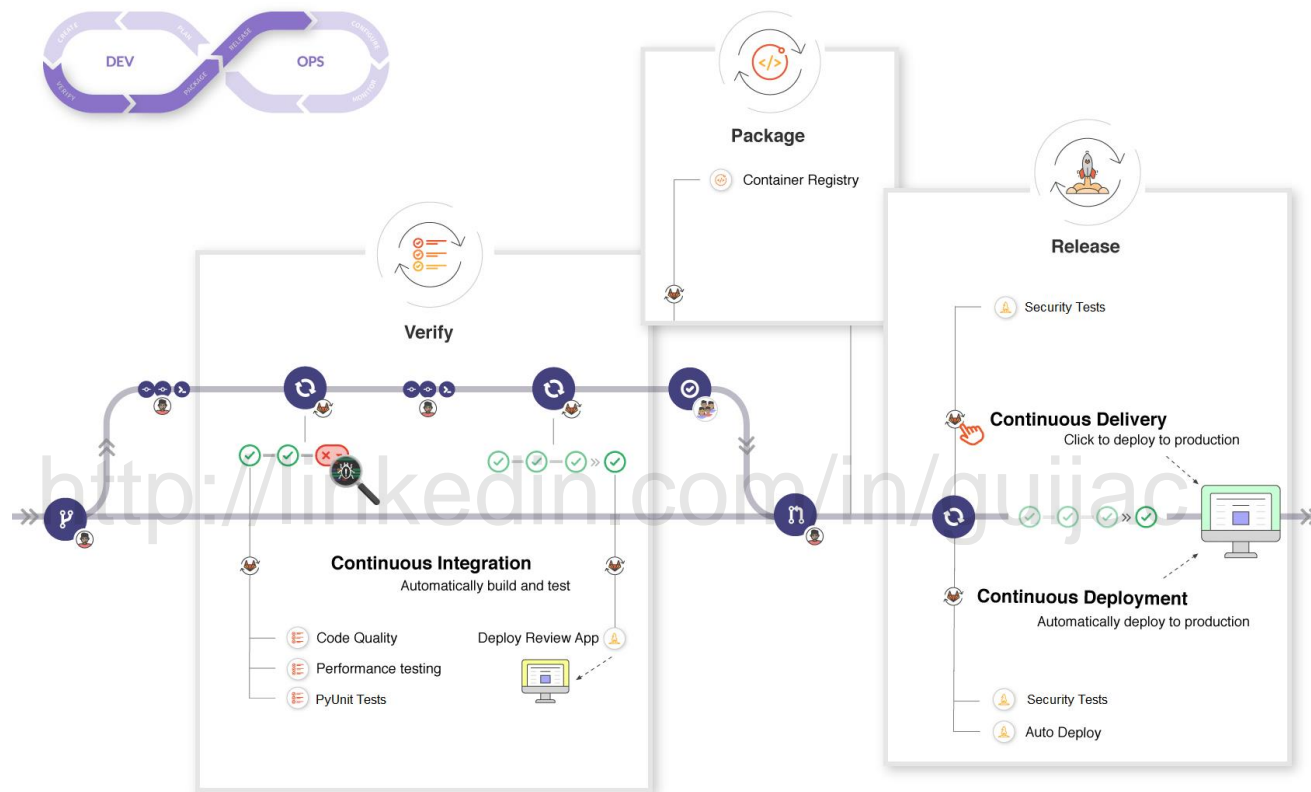 CREATE
PLAN
RELEASE
CONFIGURE
DEV
OPS
VERIFY
PACKAGE
MONITOR
Package
Container Registry
Release
Security Tests
Verify
Continuous Delivery
Click to deploy to production
http://linkedin.com/in/guijac
Continuous Integration
Automatically build and test
Code Quality
Deploy Review App
Performance testing
PyUnit Tests
Continuous Deployment
Automatically deploy to production
Security Tests
Auto Deploy